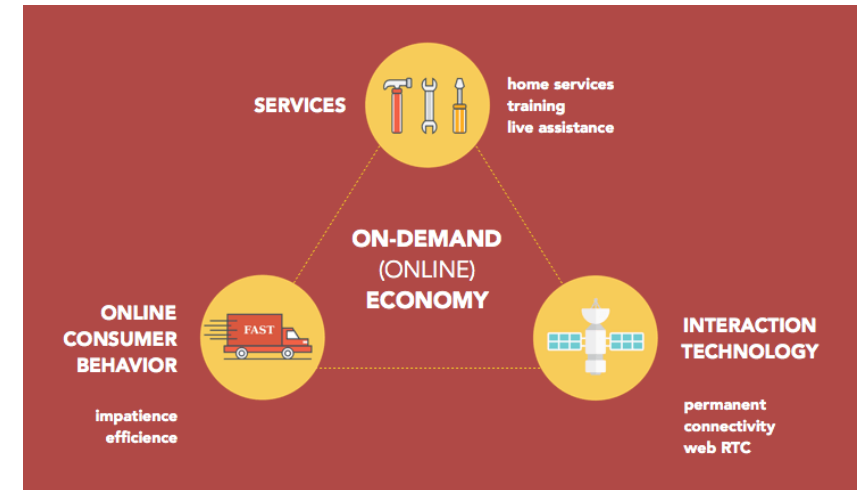 SERVICES
home services
training
live assistance
ON-DEMAND
(ONLINE)
ECONOMY
ONLINE
CONSUMER
BEHAVIOR
FAST
impatience
efficience
INTERACTION
TECHNOLOGY
permanent
connectivity
web RTC